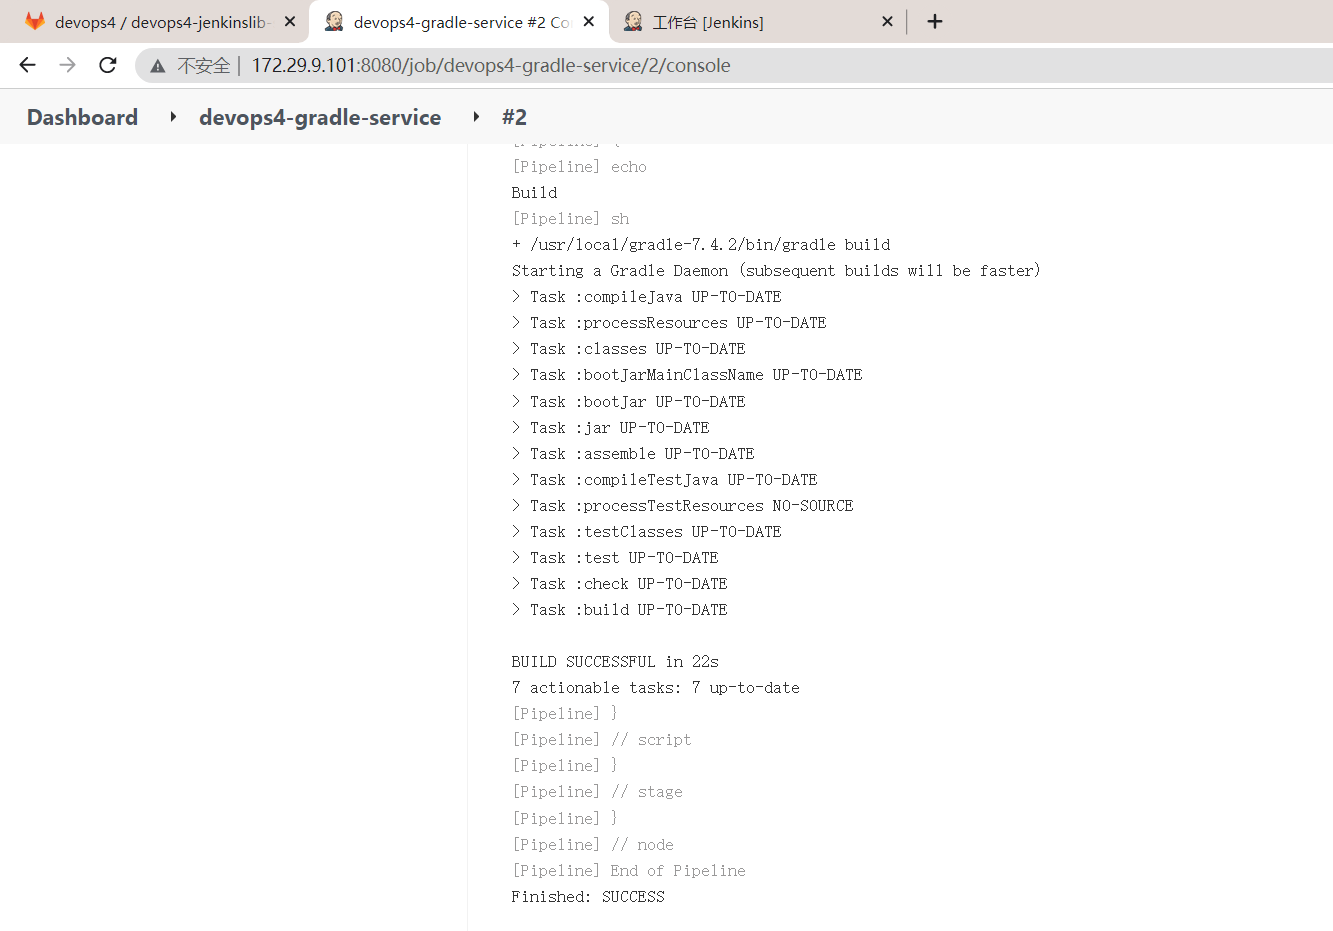 devops4 / devops4-jenkinslib-
devops4-gradle-service #2 Co
工作台 [Jenkins]
不安全 | 172.29.9.101:8080/job/devops4-gradle-service/2/console
Dashboard
devops4-gradle-service
#2
[Pipeline] {
[Pipeline] echo
Build
[Pipeline] sh
+ /usr/local/gradle-7.4.2/bin/gradle build
Starting a Gradle Daemon (subsequent builds will be faster)
> Task :compileJava UP-TO-DATE
> Task :processResources UP-TO-DATE
> Task :classes UP-TO-DATE
> Task :bootJarMainClassName UP-TO-DATE
> Task :bootJar UP-TO-DATE
> Task :jar UP-TO-DATE
> Task :assemble UP-TO-DATE
> Task :compileTestJava UP-TO-DATE
> Task :processTestResources NO-SOURCE
> Task :testClasses UP-TO-DATE
> Task :test UP-TO-DATE
> Task :check UP-TO-DATE
> Task :build UP-TO-DATE
BUILD SUCCESSFUL in 22s
7 actionable tasks: 7 up-to-date
[Pipeline] }
[Pipeline] // script
[Pipeline] }
[Pipeline] // stage
[Pipeline] }
[Pipeline] // node
[Pipeline] End of Pipeline
Finished: SUCCESS